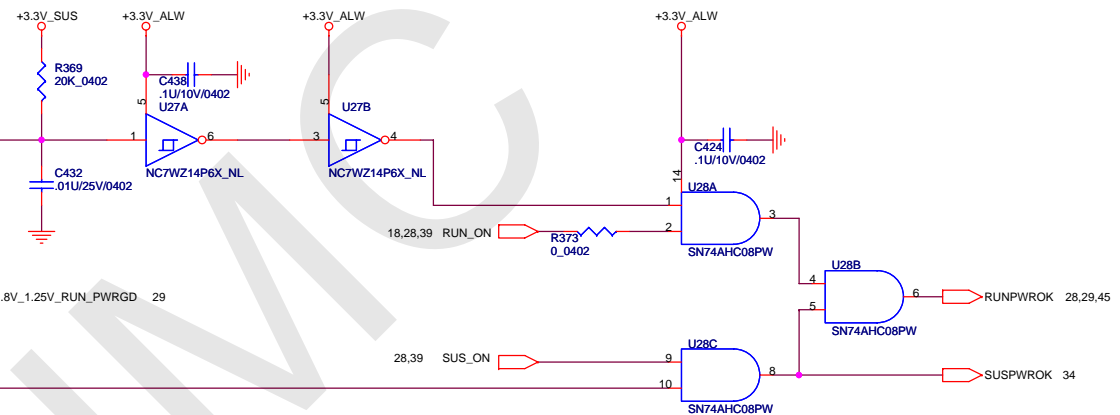 +3.3V_SUS
+3.3V_ALW
+3.3V_ALW
+3.3V_ALW
R369
20K_0402
C438
.1U/10V/0402
5
U27A
1
6
NC7WZ14P6X_NL
5
U27B
3
4
NC7WZ14P6X_NL
C432
.01U/25V/0402
C424
.1U/10V/0402
14
U28A
1
2
3
SN74AHC08PW
18,28,39 RUN_ON
R373
0_0402
U28B
4
5
6
SN74AHC08PW
RUNPWROK 28,29,45
.8V_1.25V_RUN_PWRGD 29
28,39 SUS_ON
U28C
9
10
8
SN74AHC08PW
SUSPWROK 34